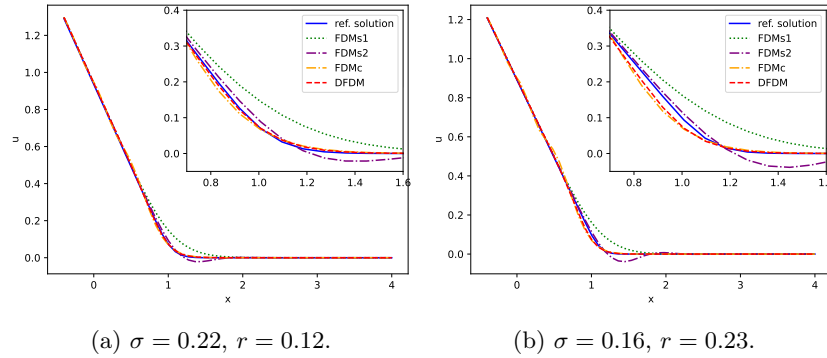 0.4
0.3
0.2
0.1
0.0
0.8
1.0
1.2
1.4
1.6
ref. solution
FDMs1
FDMs2
FDMc
DFDM
1.2
1.0
0.8
0.6
0.4
0.2
0.0
u
0
1
2
3
4
x
(a) σ = 0.22, r = 0.12.
0.4
0.3
0.2
0.1
0.0
0.8
1.0
1.2
1.4
1.6
ref. solution
FDMs1
FDMs2
FDMc
DFDM
1.2
1.0
0.8
0.6
0.4
0.2
0.0
u
0
1
2
3
4
x
(b) σ = 0.16, r = 0.23.